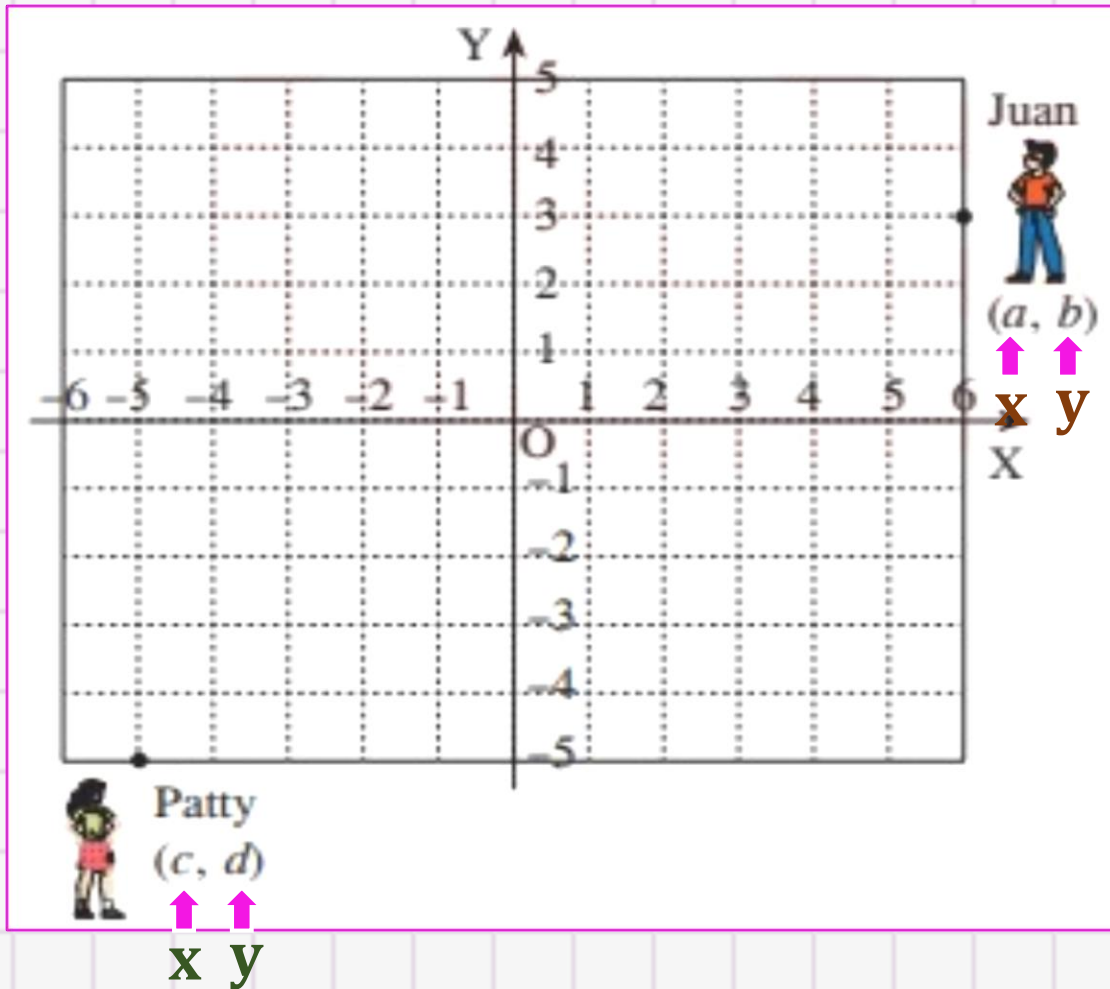 Y
5
Juan
4
3
2
(a, b)
1
x y
–6 –5 –4 –3 –2 –1 1 2 3 4 5 6
O
X
–1
–2
–3
–4
–5
Patty
(c, d)
x y